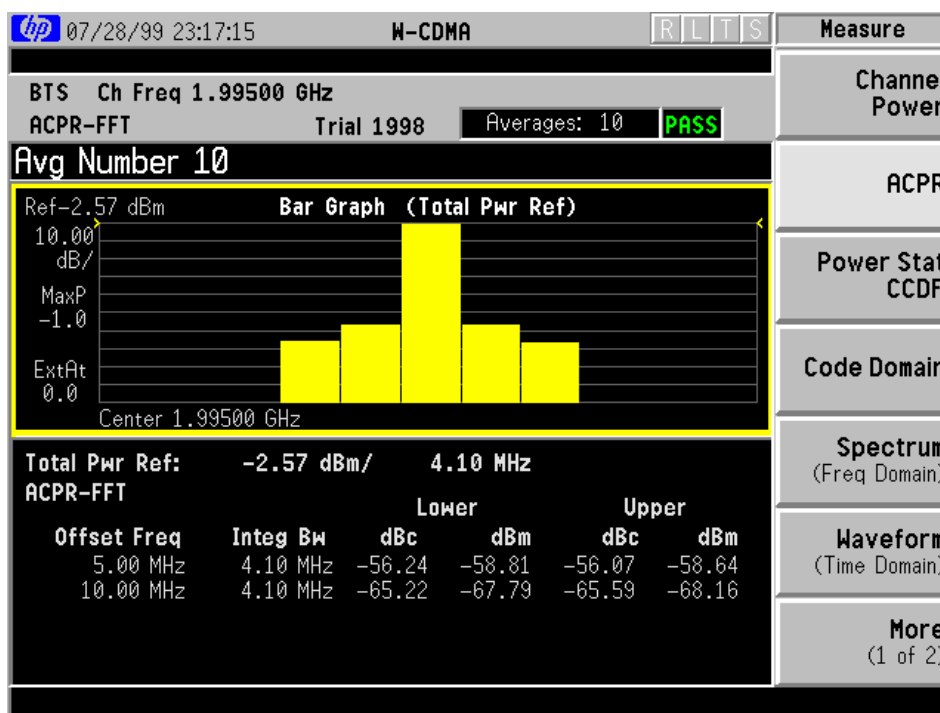 hp 07/28/99 23:17:15 W-CDMA R L T S Measure
BTS Ch Freq 1.99500 GHz
ACPR-FFT Trial 1998 Averages: 10 PASS
Avg Number 10
Ref-2.57 dBm Bar Graph (Total Pwr Ref)
10.00
dB/
MaxP
-1.0
ExtAt
0.0
Center 1.99500 GHz
Total Pwr Ref: -2.57 dBm/ 4.10 MHz
ACPR-FFT
Lower Upper
Offset Freq Integ Bw dBc dBm dBc dBm
5.00 MHz 4.10 MHz -56.24 -58.81 -56.07 -58.64
10.00 MHz 4.10 MHz -65.22 -67.79 -65.59 -68.16
Channe
Power
ACPR
Power Stat
CCDF
Code Domain
Spectrum
(Freq Domain)
Waveform
(Time Domain)
More
(1 of 2)